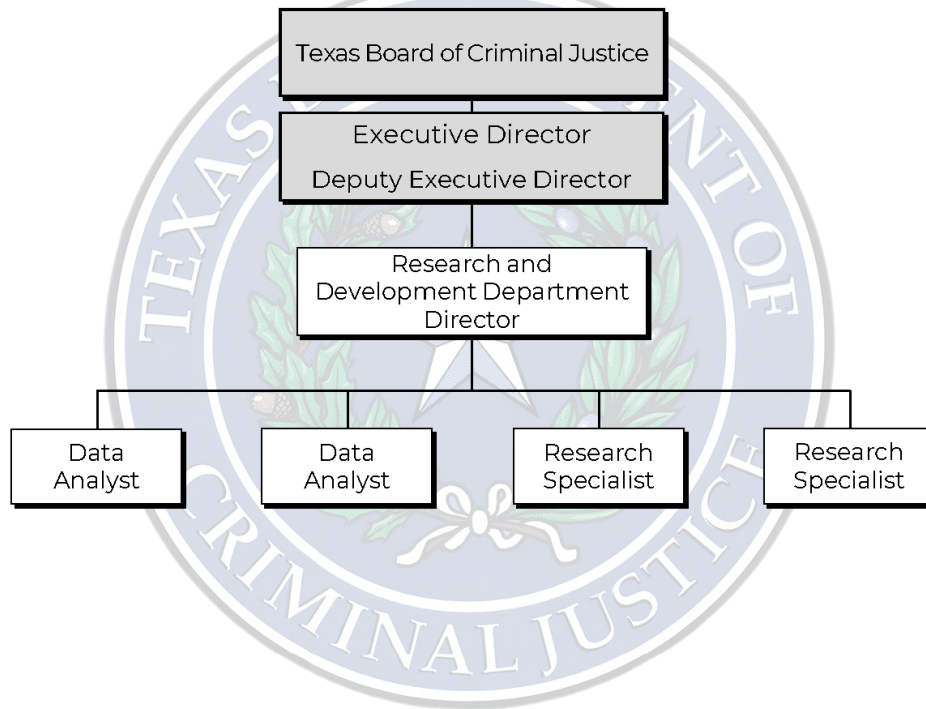 Texas Board of Criminal Justice
Executive Director
Deputy Executive Director
Research and
Development Department
Director
Data
Analyst
Data
Analyst
Research
Specialist
Research
Specialist
TEXAS DEPARTMENT OF
CRIMINAL JUSTICE